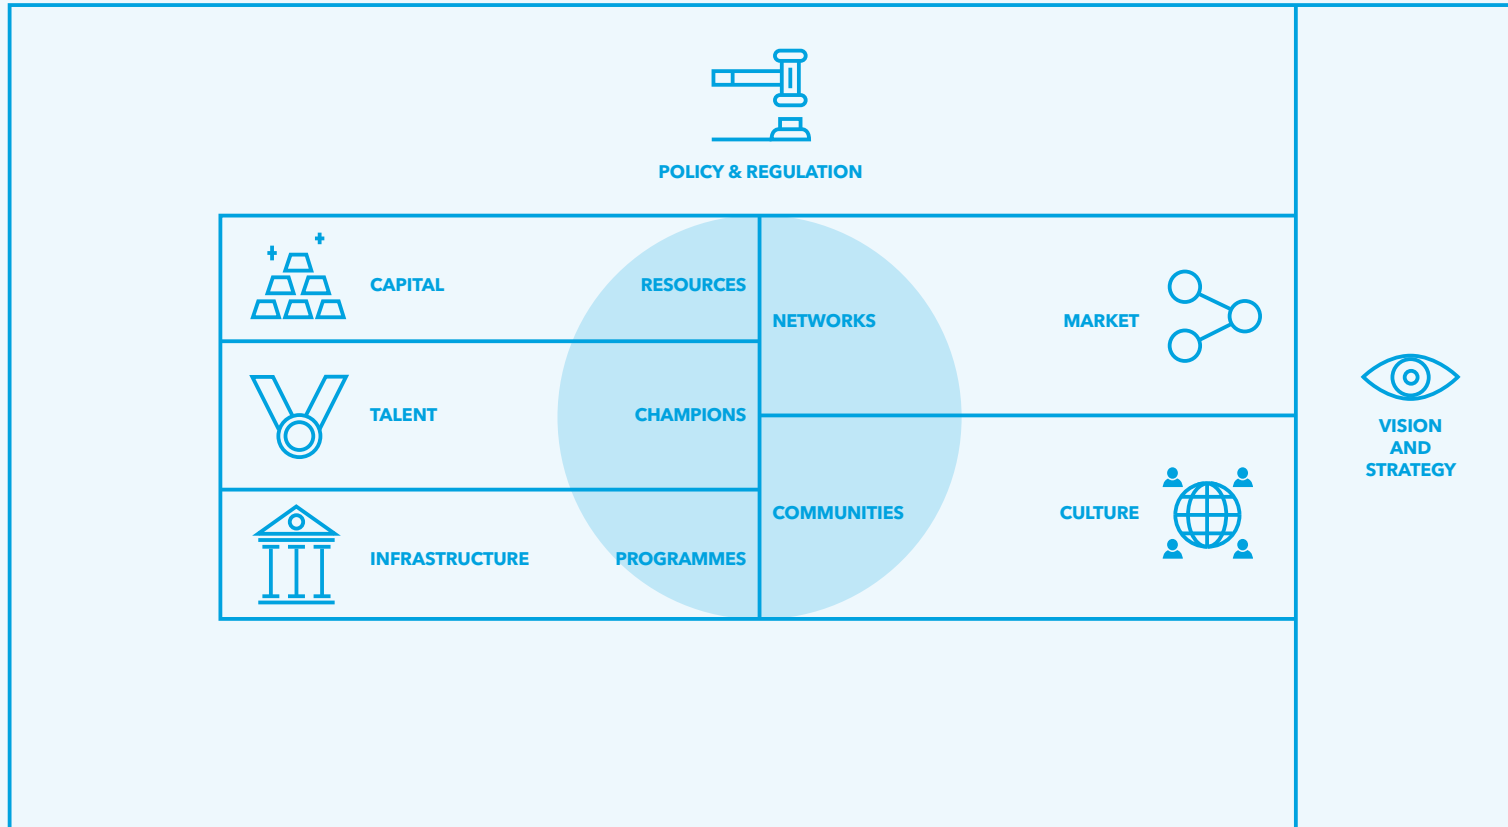 POLICY & REGULATION
CAPITAL
RESOURCES
TALENT
CHAMPIONS
INFRASTRUCTURE
PROGRAMMES
NETWORKS
MARKET
COMMUNITIES
CULTURE
VISION
AND
STRATEGY